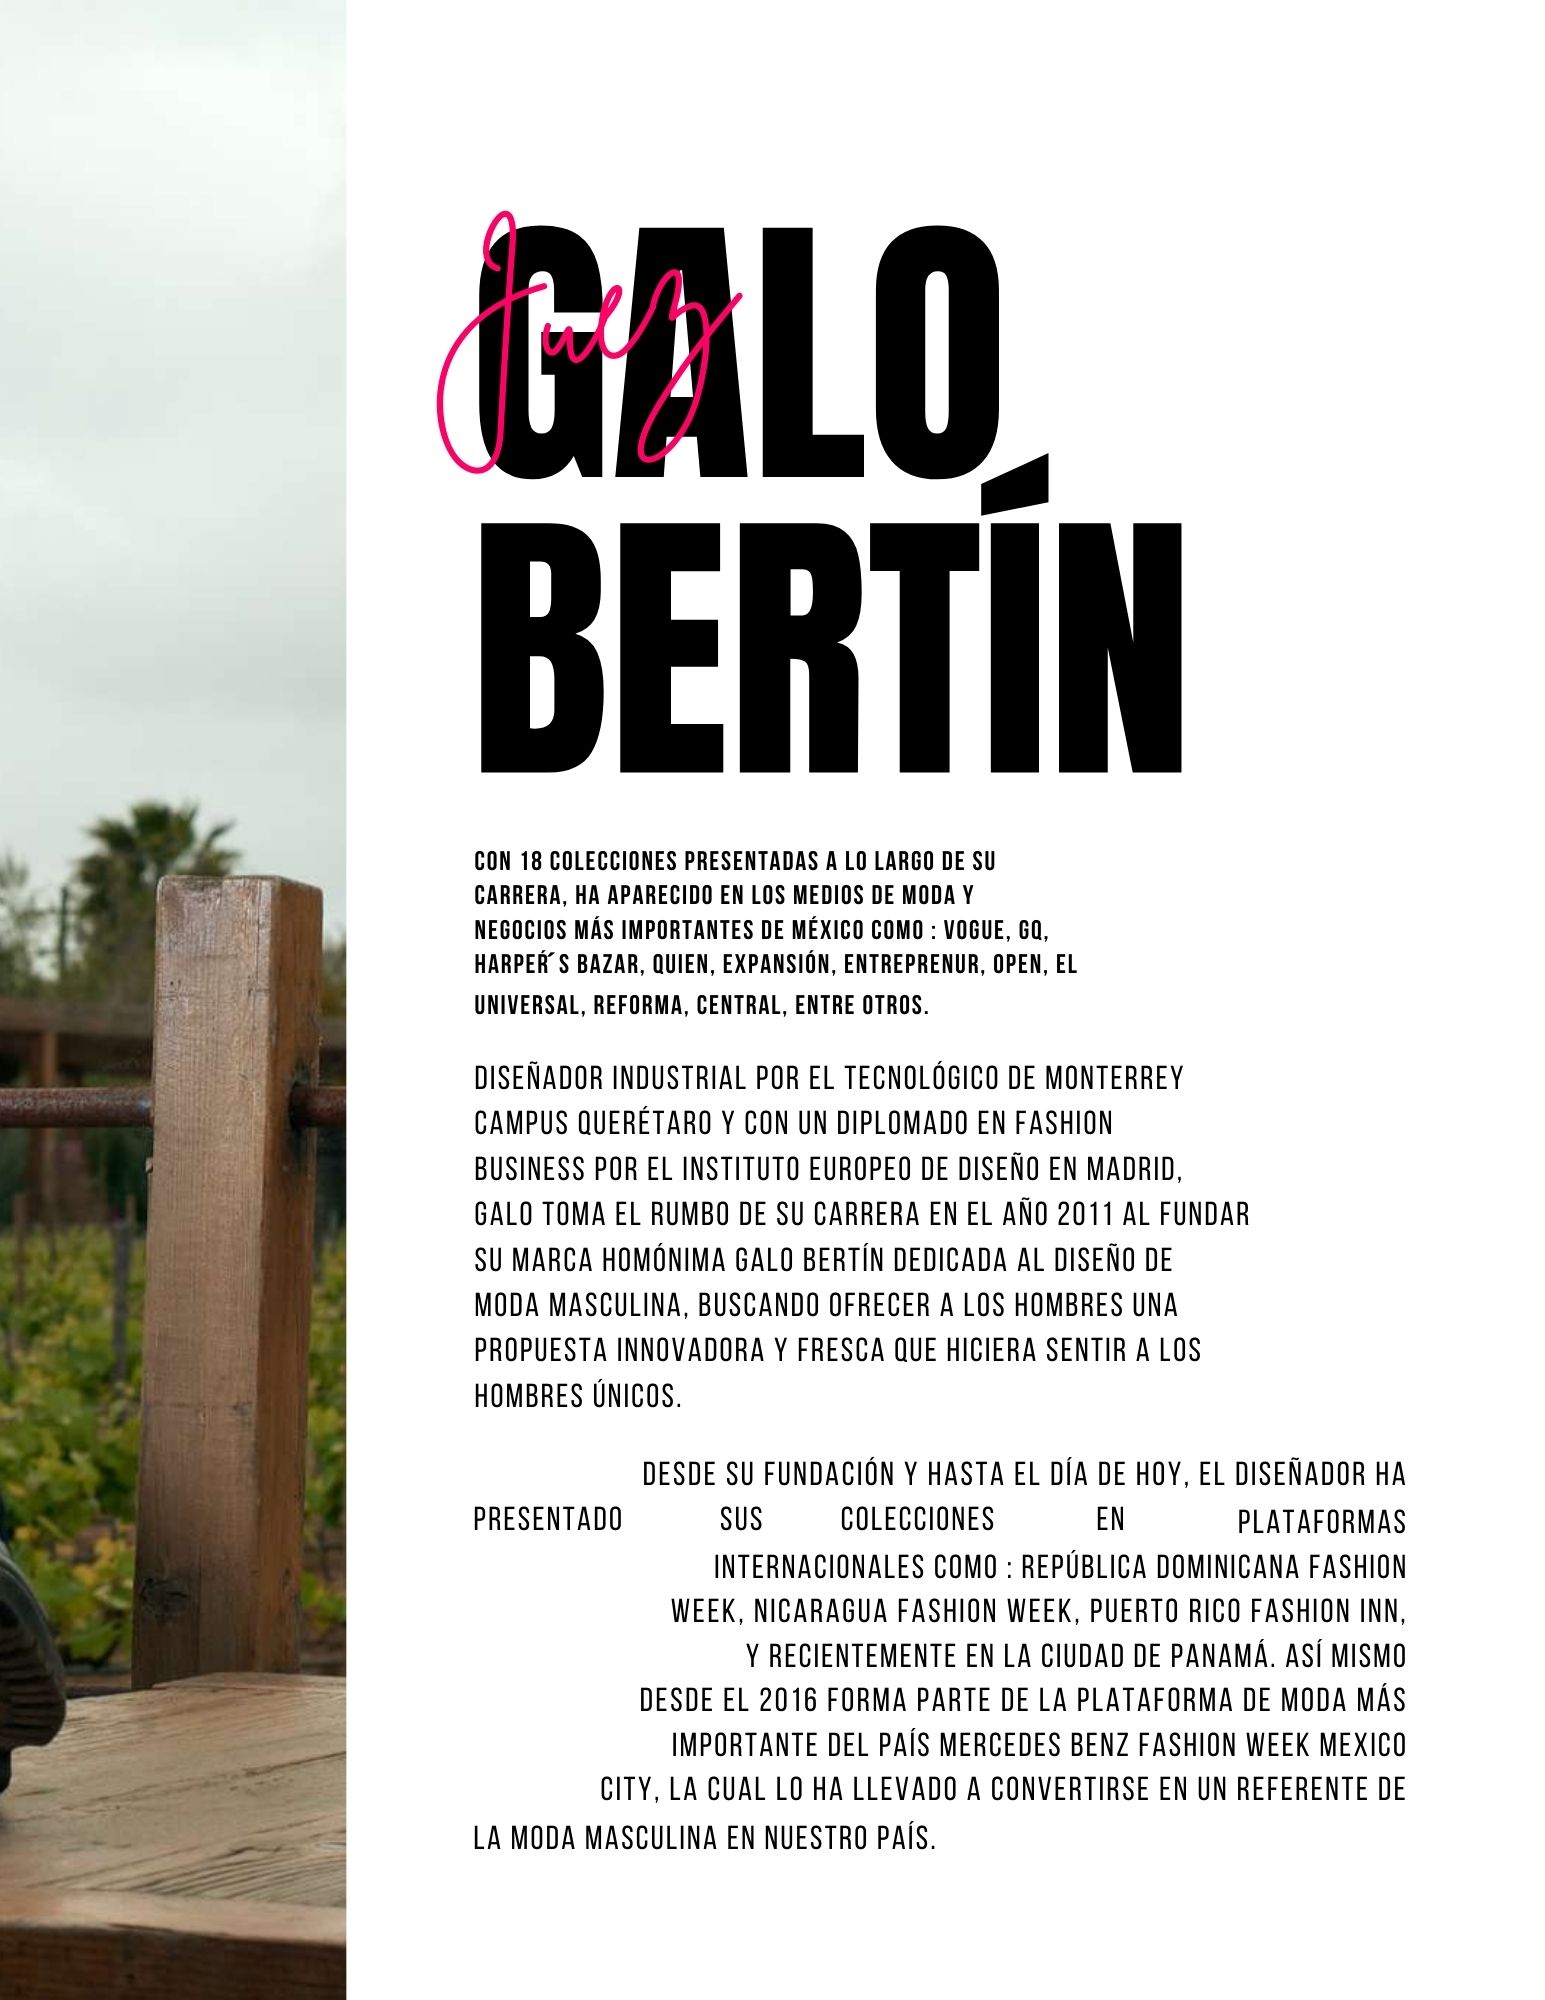 Juez
GALO
BERTÍN
CON 18 COLECCIONES PRESENTADAS A LO LARGO DE SU
CARRERA, HA APARECIDO EN LOS MEDIOS DE MODA Y
NEGOCIOS MÁS IMPORTANTES DE MÉXICO COMO : VOGUE, GQ,
HARPEŔ´S BAZAR, QUIEN, EXPANSIÓN, ENTREPRENUR, OPEN, EL
UNIVERSAL, REFORMA, CENTRAL, ENTRE OTROS.
DISEÑADOR INDUSTRIAL POR EL TECNOLÓGICO DE MONTERREY
CAMPUS QUERÉTARO Y CON UN DIPLOMADO EN FASHION
BUSINESS POR EL INSTITUTO EUROPEO DE DISEÑO EN MADRID,
GALO TOMA EL RUMBO DE SU CARRERA EN EL AÑO 2011 AL FUNDAR
SU MARCA HOMÓNIMA GALO BERTÍN DEDICADA AL DISEÑO DE
MODA MASCULINA, BUSCANDO OFRECER A LOS HOMBRES UNA
PROPUESTA INNOVADORA Y FRESCA QUE HICIERA SENTIR A LOS
HOMBRES ÚNICOS.
DESDE SU FUNDACIÓN Y HASTA EL DÍA DE HOY, EL DISEÑADOR HA
PRESENTADO SUS COLECCIONES EN PLATAFORMAS
INTERNACIONALES COMO : REPÚBLICA DOMINICANA FASHION
WEEK, NICARAGUA FASHION WEEK, PUERTO RICO FASHION INN,
Y RECIENTEMENTE EN LA CIUDAD DE PANAMÁ. ASÍ MISMO
DESDE EL 2016 FORMA PARTE DE LA PLATAFORMA DE MODA MÁS
IMPORTANTE DEL PAÍS MERCEDES BENZ FASHION WEEK MEXICO
CITY, LA CUAL LO HA LLEVADO A CONVERTIRSE EN UN REFERENTE DE
LA MODA MASCULINA EN NUESTRO PAÍS.